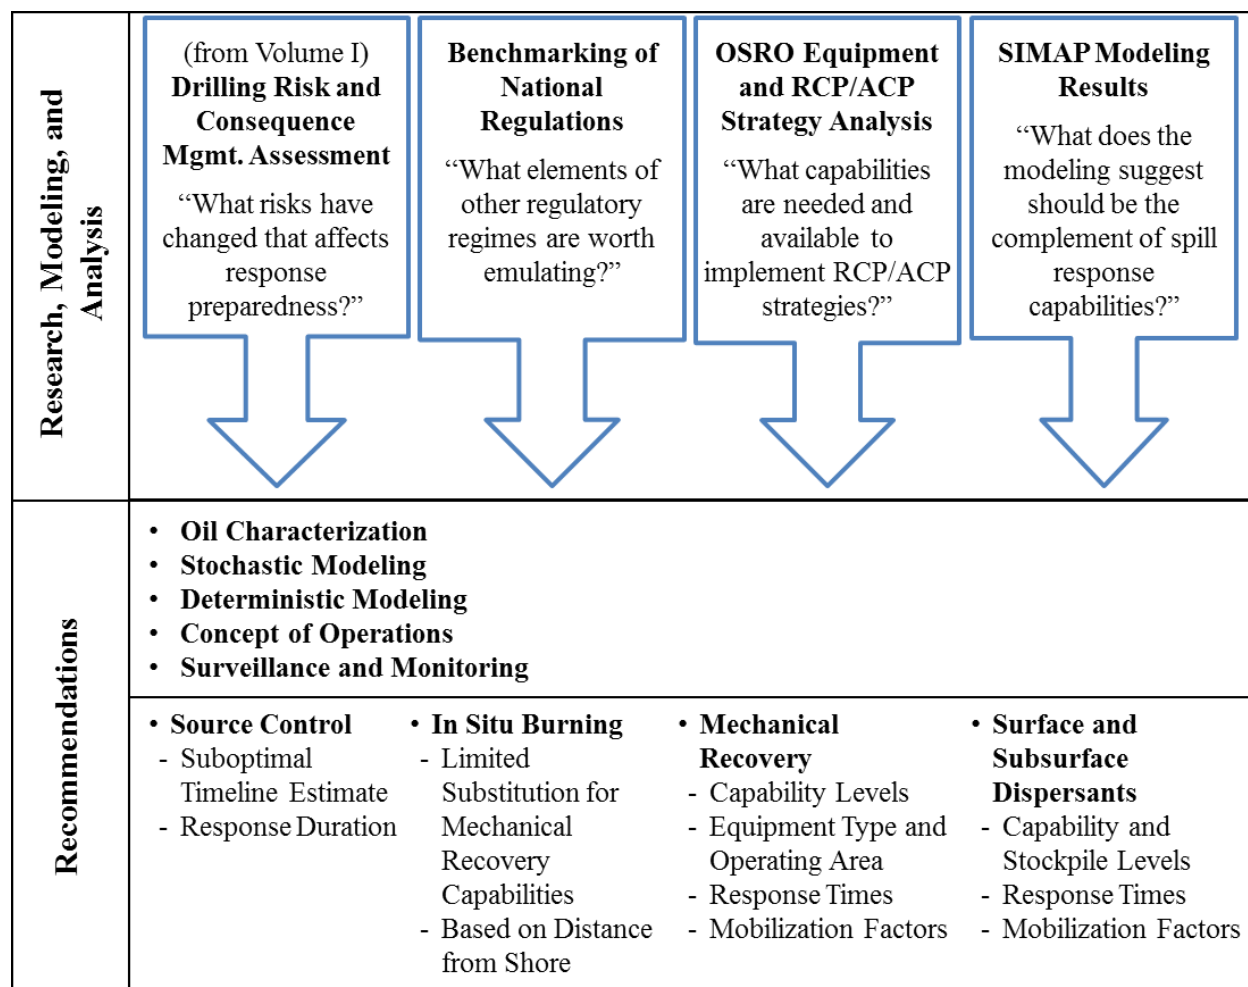 Research, Modeling, and
Analysis
(from Volume I)
Drilling Risk and
Consequence
Mgmt. Assessment
“What risks have
changed that affects
response
preparedness?”
Benchmarking of
National
Regulations
“What elements of
other regulatory
regimes are worth
emulating?”
OSRO Equipment
and RCP/ACP
Strategy Analysis
“What capabilities
are needed and
available to
implement RCP/ACP
strategies?”
SIMAP Modeling
Results
“What does the
modeling suggest
should be the
complement of spill
response
capabilities?”
Recommendations
• Oil Characterization
• Stochastic Modeling
• Deterministic Modeling
• Concept of Operations
• Surveillance and Monitoring
• Source Control
- Suboptimal
Timeline Estimate
- Response Duration
• In Situ Burning
- Limited
Substitution for
Mechanical
Recovery
Capabilities
- Based on Distance
from Shore
• Mechanical
Recovery
- Capability Levels
- Equipment Type and
Operating Area
- Response Times
- Mobilization Factors
• Surface and
Subsurface
Dispersants
- Capability and
Stockpile Levels
- Response Times
- Mobilization Factors